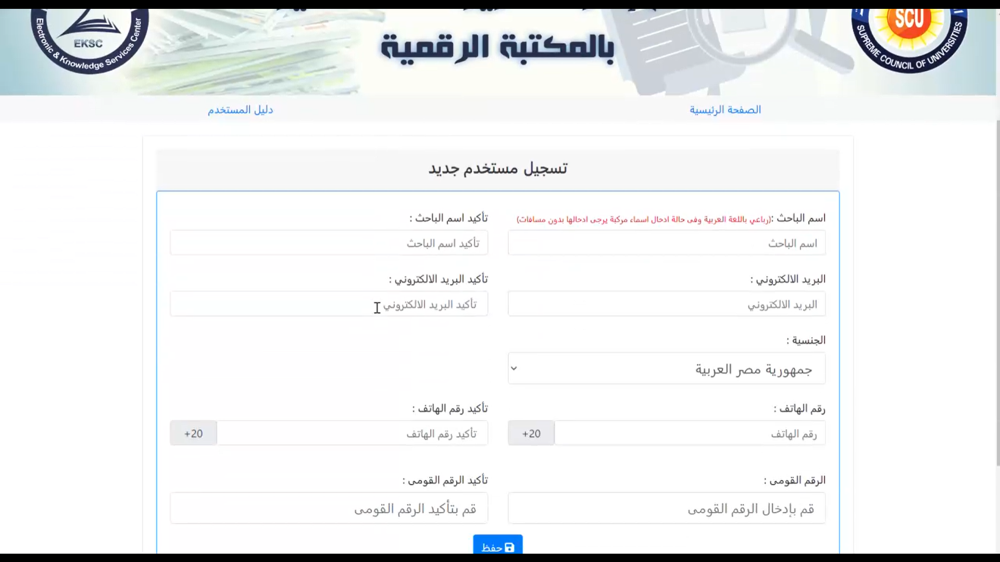 EKSC
Electronic & Knowledge Services Center
SCU
SUPREME COUNCIL OF UNIVERSITIES
بالمكتبة الرقمية
الصفحة الرئيسية
دليل المستخدم
تسجيل مستخدم جديد
اسم الباحث :(رباعي باللغة العربية وفى حالة ادخال اسماء مركبة يرجى ادخالها بدون مسافات)
تأكيد اسم الباحث :
اسم الباحث
تأكيد اسم الباحث
البريد الالكتروني :
تأكيد البريد الالكتروني :
البريد الالكتروني
تأكيد البريد الالكتروني
الجنسية :
جمهورية مصر العربية
رقم الهاتف :
تأكيد رقم الهاتف :
رقم الهاتف
+20
تأكيد رقم الهاتف
+20
الرقم القومى :
تأكيد الرقم القومى :
قم بإدخال الرقم القومى
قم بتأكيد الرقم القومى
حفظ